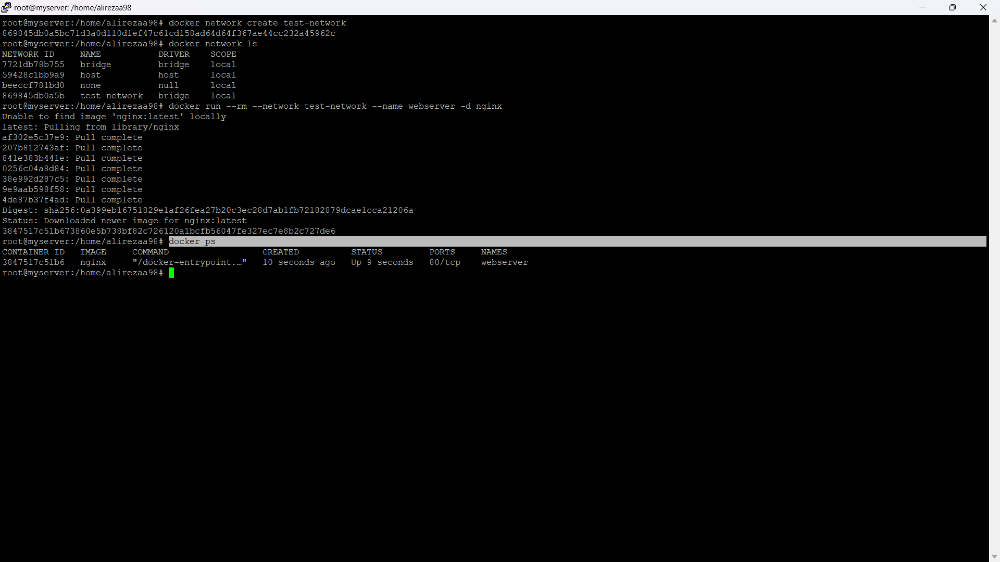 root@myserver: /home/alirezaa98
root@myserver:/home/alirezaa98# docker network create test-network
869845db0a5bc71d3a0d110d1ef47c61cd158ad64d64f367ae44cc232a45962c
root@myserver:/home/alirezaa98# docker network ls
NETWORK ID     NAME           DRIVER    SCOPE
7721db78b755   bridge         bridge    local
59428c1bb9a9   host           host      local
beeccf781bd0   none           null      local
869845db0a5b   test-network   bridge    local
root@myserver:/home/alirezaa98# docker run --rm --network test-network --name webserver -d nginx
Unable to find image 'nginx:latest' locally
latest: Pulling from library/nginx
af302e5c37e9: Pull complete
207b812743af: Pull complete
841e383b441e: Pull complete
0256c04a8d84: Pull complete
38e992d287c5: Pull complete
9e9aab598f58: Pull complete
4de87b37f4ad: Pull complete
Digest: sha256:0a399eb16751829e1af26fea27b20c3ec28d7ab1fb72182879dcae1cca21206a
Status: Downloaded newer image for nginx:latest
3847517c51b673860e5b738bf82c726120a1bcfb56047fe327ec7e8b2c727de6
root@myserver:/home/alirezaa98# docker ps
CONTAINER ID   IMAGE     COMMAND                  CREATED          STATUS         PORTS     NAMES
3847517c51b6   nginx     "/docker-entrypoint.…"   10 seconds ago   Up 9 seconds   80/tcp    webserver
root@myserver:/home/alirezaa98#